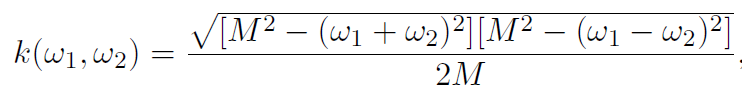 k(ω₁, ω₂) = √([M² − (ω₁ + ω₂)²][M² − (ω₁ − ω₂)²]) / 2M,